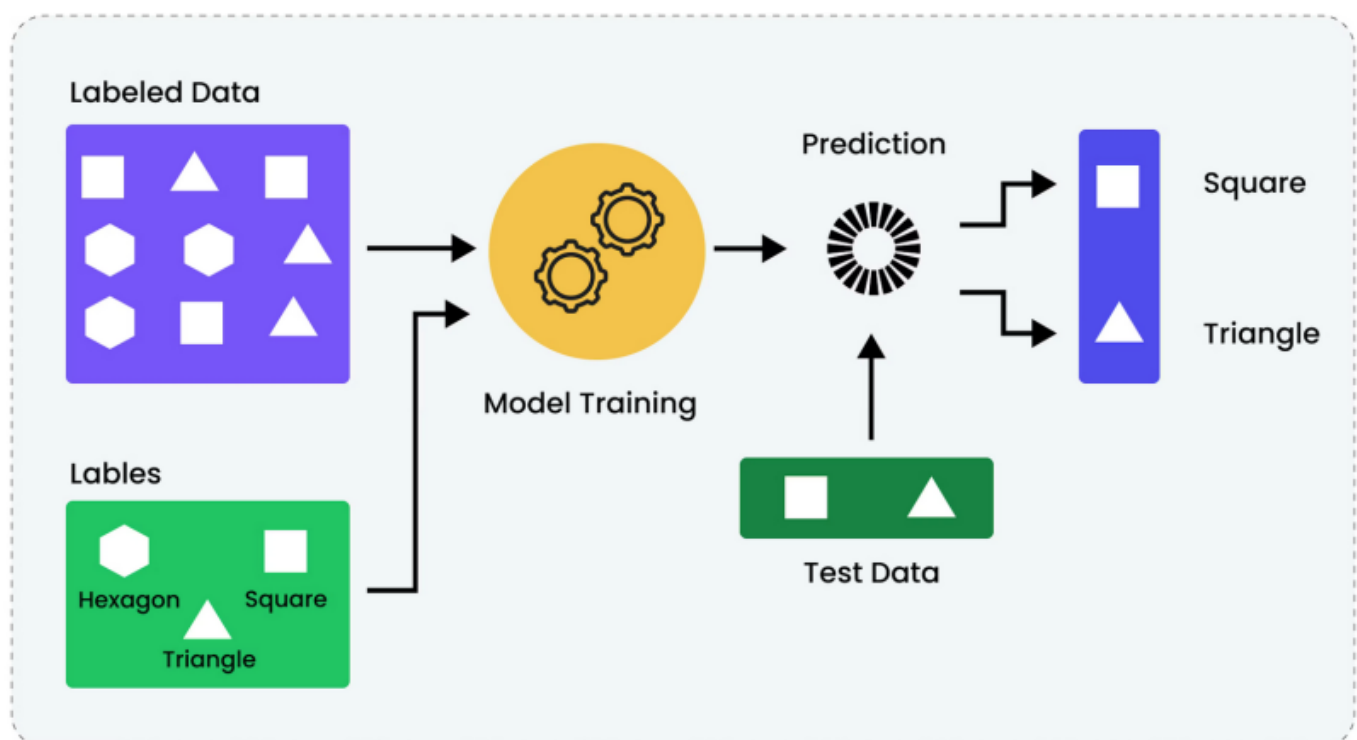 Labeled Data
Prediction
Square
Triangle
Model Training
Lables
Hexagon
Square
Triangle
Test Data